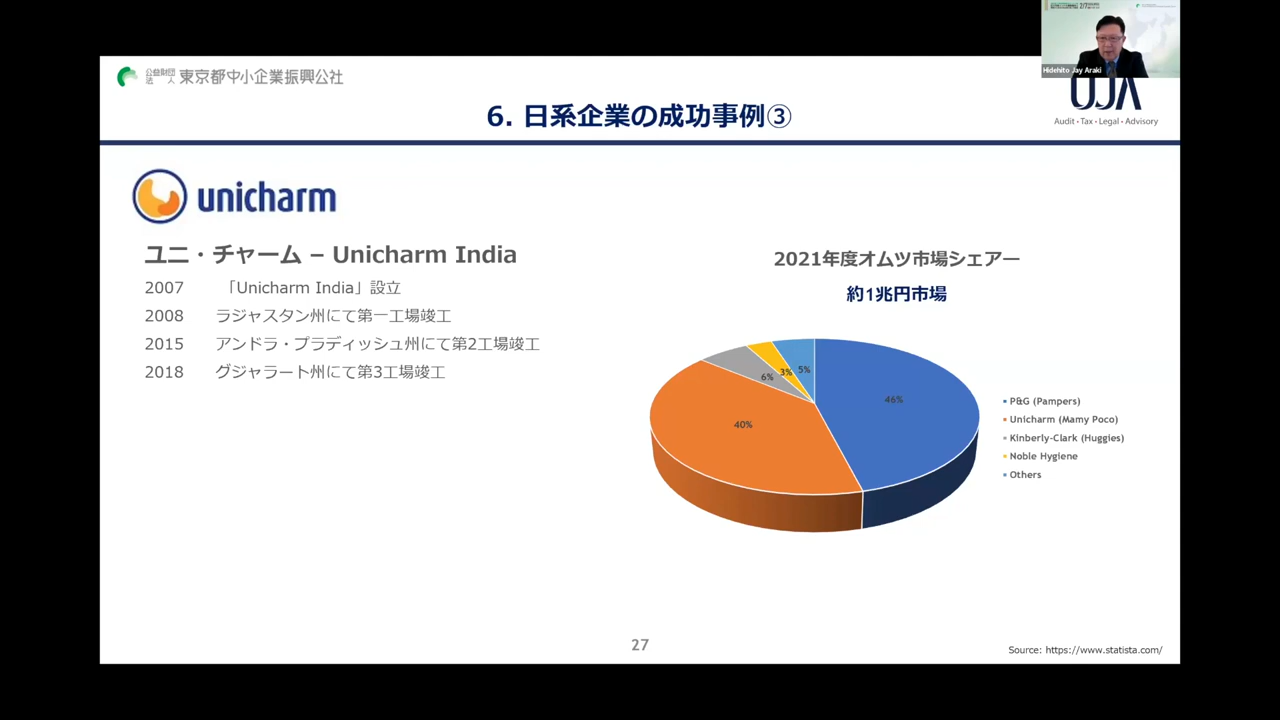 公益財団法人 東京都中小企業振興公社
Hidehito Jay Araki
UJA
Audit • Tax • Legal • Advisory
6. 日系企業の成功事例③
unicharm
ユニ・チャーム – Unicharm India
2007 「Unicharm India」設立
2008 ラジャスタン州にて第一工場竣工
2015 アンドラ・プラディッシュ州にて第2工場竣工
2018 グジャラート州にて第3工場竣工
2021年度オムツ市場シェアー
約1兆円市場
46%
40%
6%
3%
5%
P&G (Pampers)
Unicharm (Mamy Poco)
Kinberly-Clark (Huggies)
Noble Hygiene
Others
27
Source: https://www.statista.com/